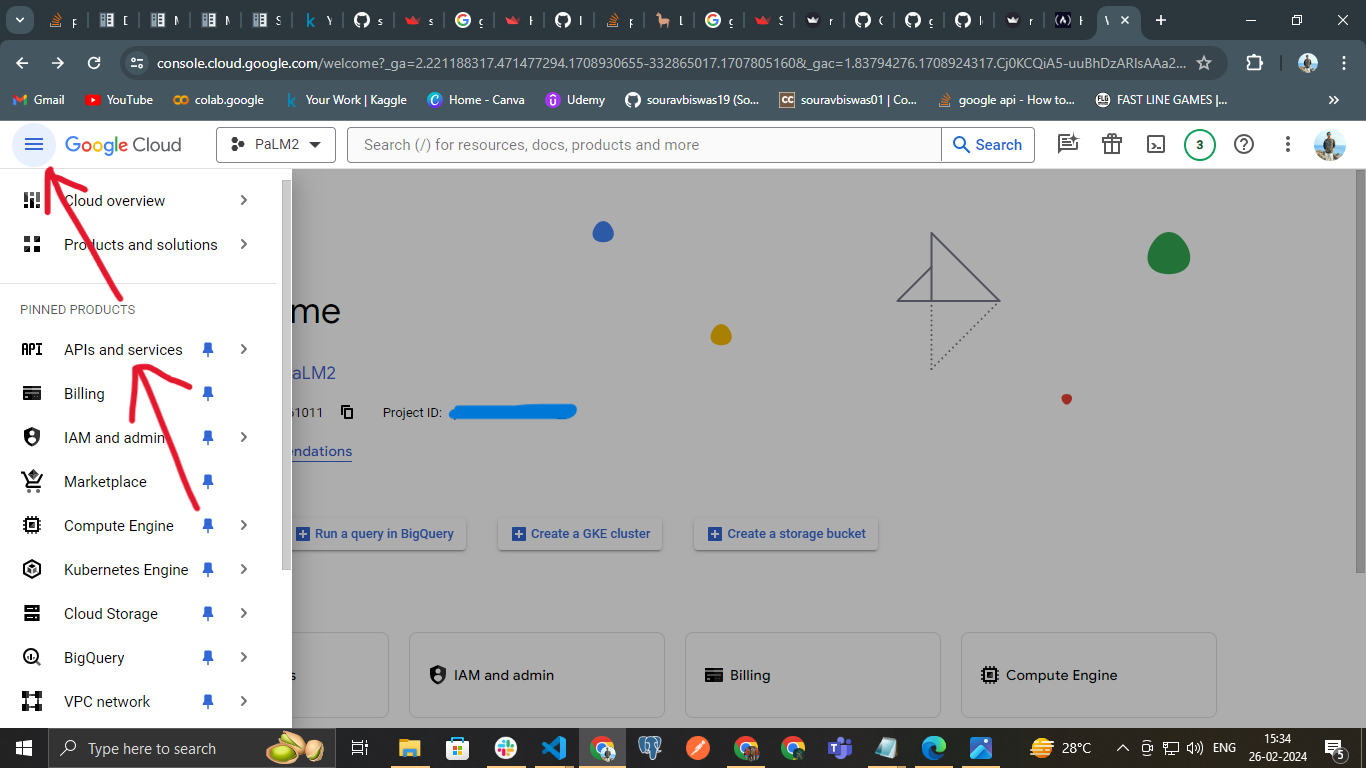 console.cloud.google.com/welcome?_ga=2.221188317.471477294.1708930655-332865017.1707805160&_gac=1.83794276.1708924317.Cj0KCQiA5-uuBhDzARIsAAa2...
Gmail
YouTube
colab.google
Your Work | Kaggle
Home - Canva
Udemy
souravbiswas19 (So...
souravbiswas01 | Co...
google api - How to...
FAST LINE GAMES |...
Google Cloud
PaLM2
Search (/) for resources, docs, products and more
Search
3
Cloud overview
Products and solutions
PINNED PRODUCTS
API APIs and services
Billing
IAM and admin
Marketplace
Compute Engine
Kubernetes Engine
Cloud Storage
BigQuery
VPC network
me
aLM2
1011
Project ID:
endations
Run a query in BigQuery
Create a GKE cluster
Create a storage bucket
s
IAM and admin
Billing
Compute Engine
Type here to search
28°C
ENG
15:34
26-02-2024
5